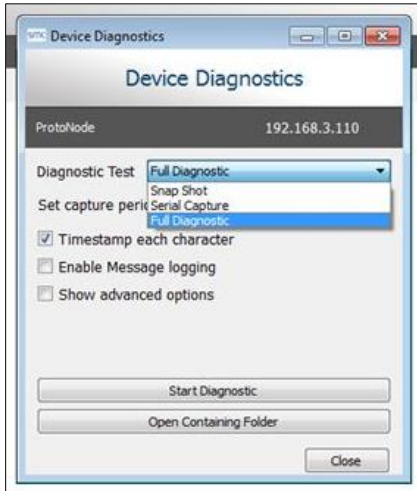 smc Device Diagnostics
Device Diagnostics
ProtoNode 192.168.3.110
Diagnostic Test Full Diagnostic
Snap Shot
Set capture peri Serial Capture
Full Diagnostic
Timestamp each character
Enable Message logging
Show advanced options
Start Diagnostic
Open Containing Folder
Close